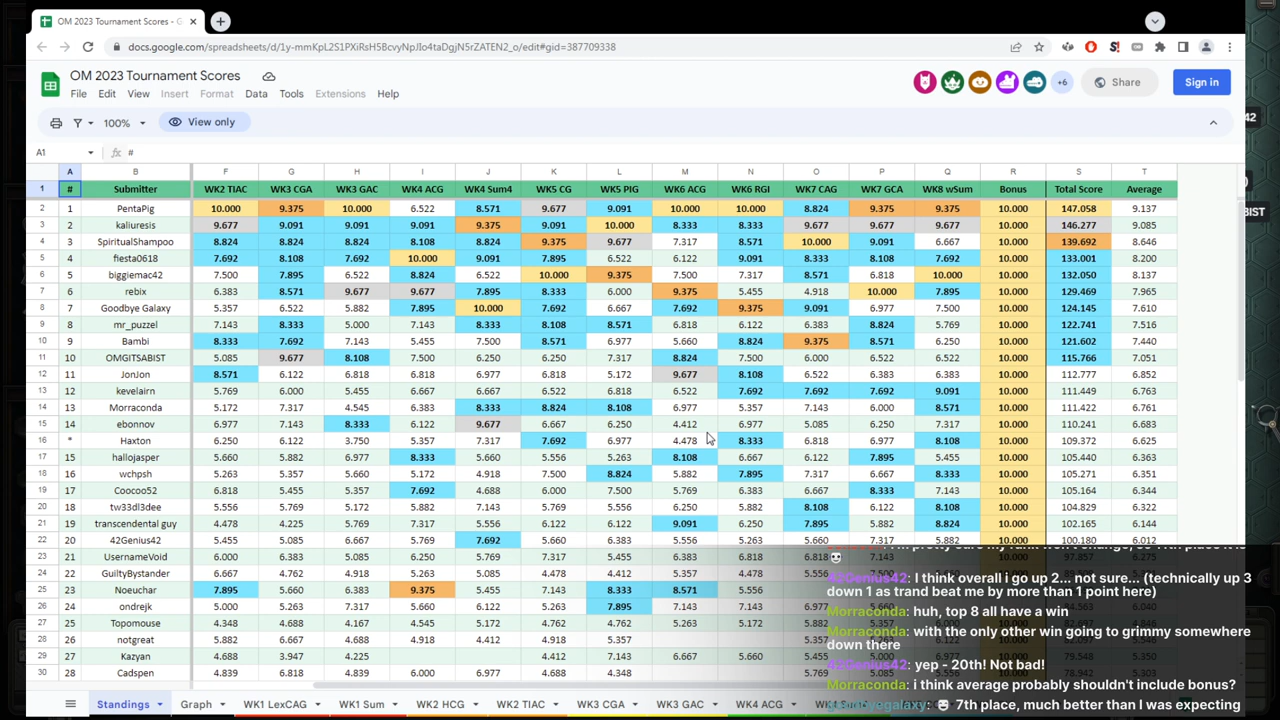 OM 2023 Tournament Scores - G
docs.google.com/spreadsheets/d/1y-mmKpL2S1PXiRsH5BcvyNpJIo4taDgjN5rZATEN2_o/edit#gid=387709338
OM 2023 Tournament Scores
File Edit View Insert Format Data Tools Extensions Help
+6 Share Sign in
100% View only
A1 fx #
A B F G H I J K L M N O P Q R S T
1 # Submitter WK2 TIAC WK3 CGA WK3 GAC WK4 ACG WK4 Sum4 WK5 CG WK5 PIG WK6 ACG WK6 RGI WK7 CAG WK7 GCA WK8 wSum Bonus Total Score Average
2 1 PentaPig 10.000 9.375 10.000 6.522 8.571 9.677 9.091 10.000 10.000 8.824 9.375 9.375 10.000 147.058 9.137
3 2 kaliuresis 9.677 9.091 9.091 9.091 9.375 9.091 10.000 8.333 8.333 9.677 9.677 9.677 10.000 146.277 9.085
4 3 SpiritualShampoo 8.824 8.824 8.824 8.108 8.824 9.375 9.677 7.317 8.571 10.000 9.091 6.667 10.000 139.692 8.646
5 4 fiesta0618 7.692 8.108 7.692 10.000 9.091 7.895 6.522 6.122 9.091 8.333 8.108 7.692 10.000 133.001 8.200
6 5 biggiemac42 7.500 7.895 6.522 8.824 6.522 10.000 9.375 7.500 7.317 8.571 6.818 10.000 10.000 132.050 8.137
7 6 rebix 6.383 8.571 9.677 9.677 7.895 8.333 6.000 9.375 5.455 4.918 10.000 7.895 10.000 129.469 7.965
8 7 Goodbye Galaxy 5.357 6.522 5.882 7.895 10.000 7.692 6.667 7.692 9.375 9.091 6.977 7.500 10.000 124.145 7.610
9 8 mr_puzzel 7.143 8.333 5.000 7.143 8.333 8.108 8.571 6.818 6.122 6.383 8.824 5.769 10.000 122.741 7.516
10 9 Bambi 8.333 7.692 7.143 5.455 7.500 8.571 6.977 5.660 8.824 9.375 8.571 6.250 10.000 121.602 7.440
11 10 OMGITSABIST 5.085 9.677 8.108 7.500 6.250 6.250 7.317 8.824 7.500 6.000 6.522 6.522 10.000 115.766 7.051
12 11 JonJon 8.571 6.122 6.818 6.818 6.977 6.818 5.172 9.677 8.108 6.522 6.383 6.383 10.000 112.777 6.852
13 12 kevelairn 5.769 6.000 5.455 6.667 6.667 6.522 6.818 6.522 7.692 7.692 7.692 9.091 10.000 111.449 6.763
14 13 Morraconda 5.172 7.317 4.545 6.383 8.333 8.824 8.108 6.977 5.357 7.143 6.000 8.571 10.000 111.422 6.761
15 14 ebonnov 6.977 7.143 8.333 6.122 9.677 6.667 6.250 4.412 6.977 5.085 6.250 7.317 10.000 110.241 6.683
16 * Haxton 6.250 6.122 3.750 5.357 7.317 7.692 6.977 4.478 8.333 6.818 6.977 8.108 10.000 109.372 6.625
17 15 hallojasper 5.660 5.882 6.977 8.333 5.660 5.556 5.263 8.108 6.667 6.122 7.895 5.455 10.000 105.440 6.363
18 16 wchpsh 5.263 5.357 5.660 5.172 4.918 7.500 8.824 5.882 7.895 7.317 6.667 8.333 10.000 105.271 6.351
19 17 Coocoo52 6.818 5.455 5.357 7.692 4.688 6.000 7.500 5.769 6.383 6.667 8.333 7.143 10.000 105.164 6.344
20 18 tw33dl3dee 5.556 5.769 5.172 5.882 7.143 5.769 5.556 6.250 5.882 8.108 6.522 8.108 10.000 104.829 6.322
21 19 transcendental guy 4.478 4.225 5.769 7.317 5.556 6.122 6.122 9.091 6.250 7.895 5.882 8.824 10.000 102.165 6.144
22 20 42Genius42 5.455 5.085 6.667 5.769 7.692 6.660 6.383 5.556 5.263 5.660 7.317 5.882 10.000 100.180 6.012
23 21 UsernameVoid 6.000 6.383 5.085 6.250 5.769 7.317 5.455 6.383 6.818 6.818
24 22 GuiltyBystander 6.667 4.762 4.918 5.263 5.085 4.478 4.918 5.357 4.478
25 23 Noeuchar 7.895 5.660 6.383 9.375 5.455 7.143 8.333 8.571 5.556
26 24 ondrejk 5.000 5.263 7.317 5.660 5.263 5.263 7.895 7.143 7.143
27 25 Topomouse 4.348 4.688 4.167 4.545 5.172 4.762 4.762 5.263 5.172
28 26 notgreat 5.882 6.667 4.688 4.918 4.412 4.918 5.357
29 27 Kazyan 4.688 3.947 4.225 4.412 7.143 6.667 5.660
30 28 Cadspen 4.839 6.818 4.839 6.000 6.977 4.688 4.348
42Genius42: I think overall i go up 2... not sure... (technically up 3 down 1 as trand beat me by more than 1 point here)
Morraconda: huh, top 8 all have a win
Morraconda: with the only other win going to grimmy somewhere down there
42Genius42: yep - 20th! Not bad!
Morraconda: i think average probably shouldn't include bonus?
goodbyegalaxy: 7th place, much better than I was expecting
Standings Graph WK1 LexCAG WK1 Sum WK2 HCG WK2 TIAC WK3 CGA WK3 GAC WK4 ACG
42
BIST